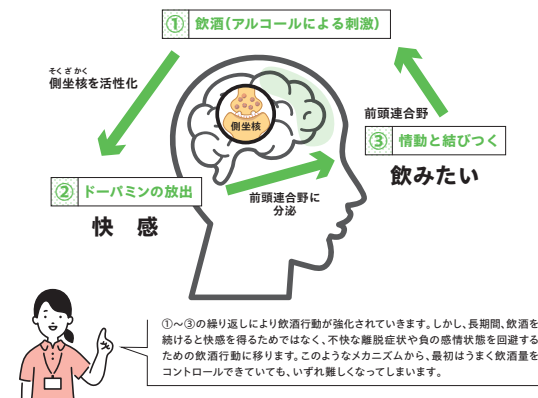 ① 飲酒（アルコールによる刺激）
そくざかく
側坐核を活性化
側坐核
前頭連合野
③ 情動と結びつく
飲みたい
② ドーパミンの放出
快 感
前頭連合野に
分泌
①～③の繰り返しにより飲酒行動が強化されていきます。しかし、長期間、飲酒を
続けると快感を得るためではなく、不快な離脱症状や負の感情状態を回避する
ための飲酒行動に移ります。このようなメカニズムから、最初はうまく飲酒量を
コントロールできていても、いずれ難しくなってしまいます。